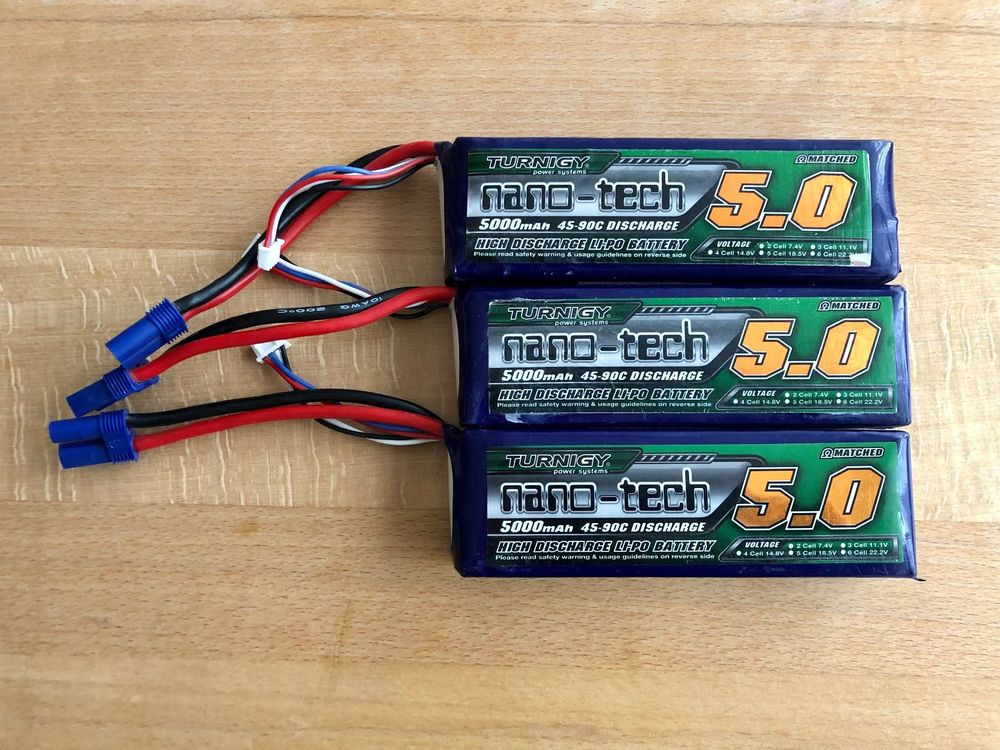 TURNIGY
power systems
MATCHED
nano-tech 5.0
5000mAh 45-90C DISCHARGE
HIGH DISCHARGE LI-PO BATTERY
Please read safety warning & usage guidelines on reverse side
VOLTAGE 2 Cell 7.4V 3 Cell 11.1V
4 Cell 14.8V 5 Cell 18.5V 6 Cell 22.2V
10AWG
200°C
TURNIGY
power systems
MATCHED
nano-tech 5.0
5000mAh 45-90C DISCHARGE
HIGH DISCHARGE LI-PO BATTERY
Please read safety warning & usage guidelines on reverse side
VOLTAGE 2 Cell 7.4V 3 Cell 11.1V
4 Cell 14.8V 5 Cell 18.5V 6 Cell 22.2V
TURNIGY
power systems
MATCHED
nano-tech 5.0
5000mAh 45-90C DISCHARGE
HIGH DISCHARGE LI-PO BATTERY
Please read safety warning & usage guidelines on reverse side
VOLTAGE 2 Cell 7.4V 3 Cell 11.1V
4 Cell 14.8V 5 Cell 18.5V 6 Cell 22.2V